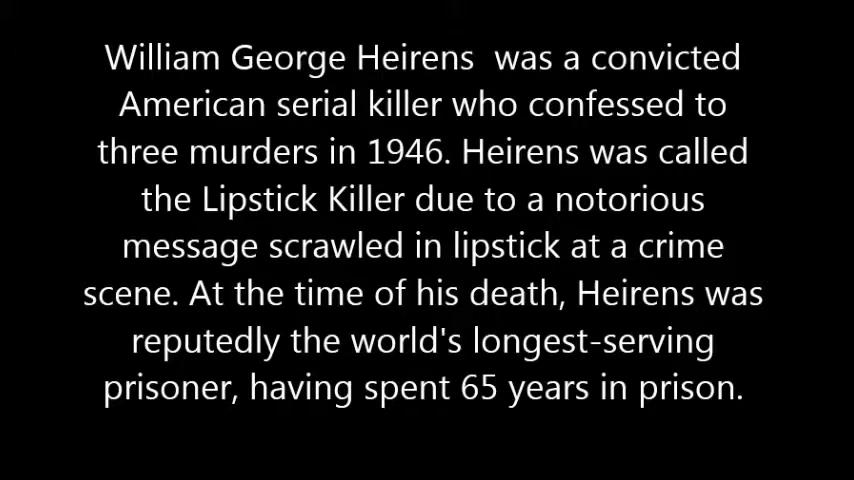 William George Heirens  was a convicted
American serial killer who confessed to
three murders in 1946. Heirens was called
the Lipstick Killer due to a notorious
message scrawled in lipstick at a crime
scene. At the time of his death, Heirens was
reputedly the world's longest-serving
prisoner, having spent 65 years in prison.